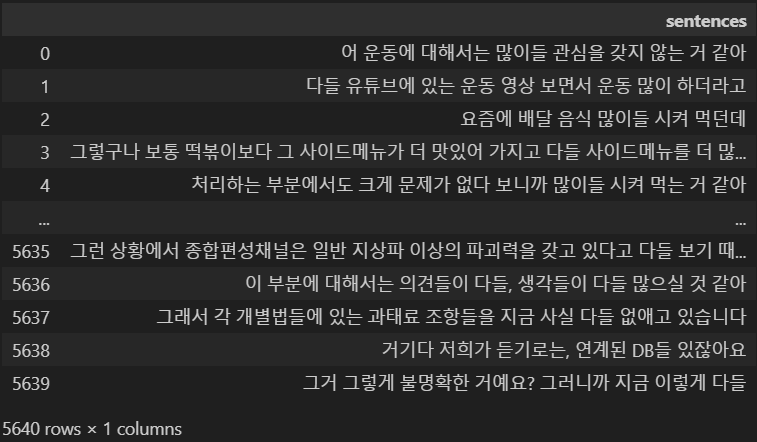 sentences
0 어 운동에 대해서는 많이들 관심을 갖지 않는 거 같아
1 다들 유튜브에 있는 운동 영상 보면서 운동 많이 하더라고
2 요즘에 배달 음식 많이들 시켜 먹던데
3 그렇구나 보통 떡볶이보다 그 사이드메뉴가 더 맛있어 가지고 다들 사이드메뉴를 더 많...
4 처리하는 부분에서도 크게 문제가 없다 보니까 많이들 시켜 먹는 거 같아
... ...
5635 그런 상황에서 종합편성채널은 일반 지상파 이상의 파괴력을 갖고 있다고 다들 보기 때...
5636 이 부분에 대해서는 의견들이 다들, 생각들이 다들 많으실 것 같아
5637 그래서 각 개별법들에 있는 과태료 조항들을 지금 사실 다들 없애고 있습니다
5638 거기다 저희가 듣기로는, 연계된 DB들 있잖아요
5639 그거 그렇게 불명확한 거예요? 그러니까 지금 이렇게 다들
5640 rows × 1 columns